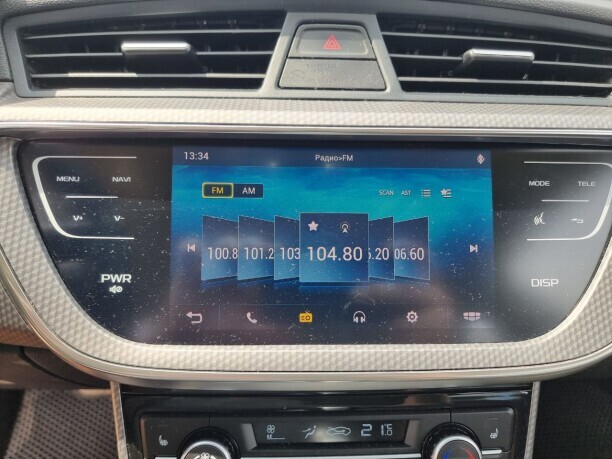 13:34 Радио>FM
MENU NAVI
MODE TELE
FM AM SCAN AST
V+ V-
100.8 101.2 103 104.80 5.20 06.60
PWR
DISP
21.5